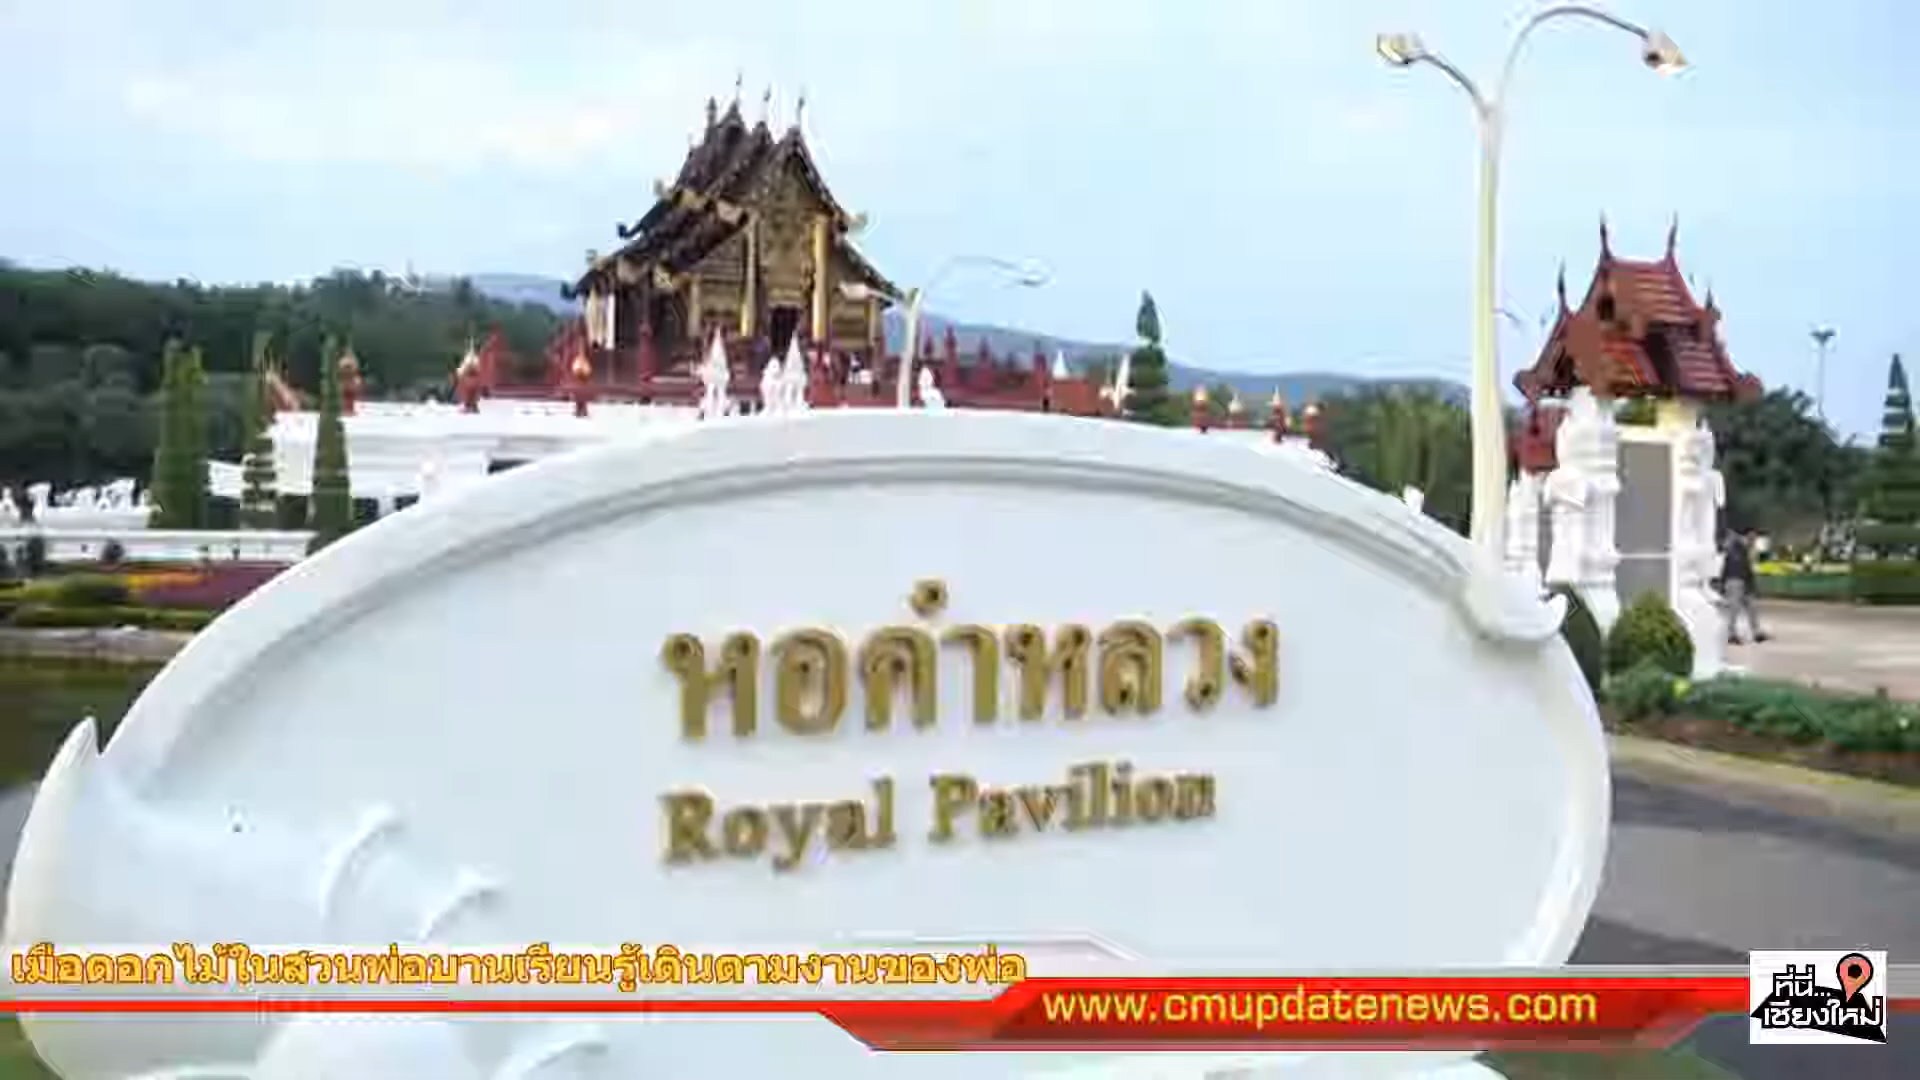 หอคำหลวง
Royal Pavilion
เมื่อดอกไม้ในสวนพ่อบานเรียนรู้เดินตามงานของพ่อ
www.cmupdatenews.com
ที่นี่...
เชียงใหม่